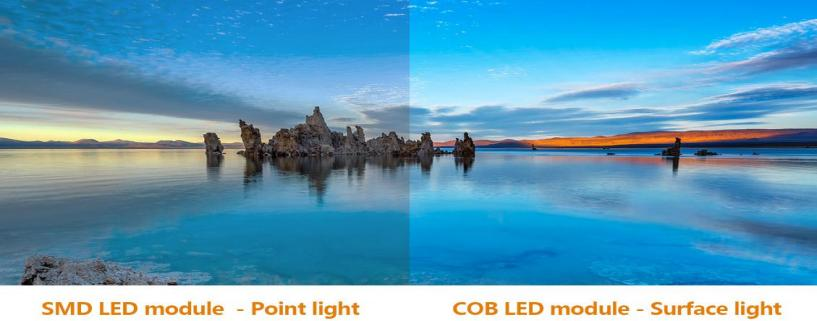 SMD LED module - Point light
COB LED module - Surface light